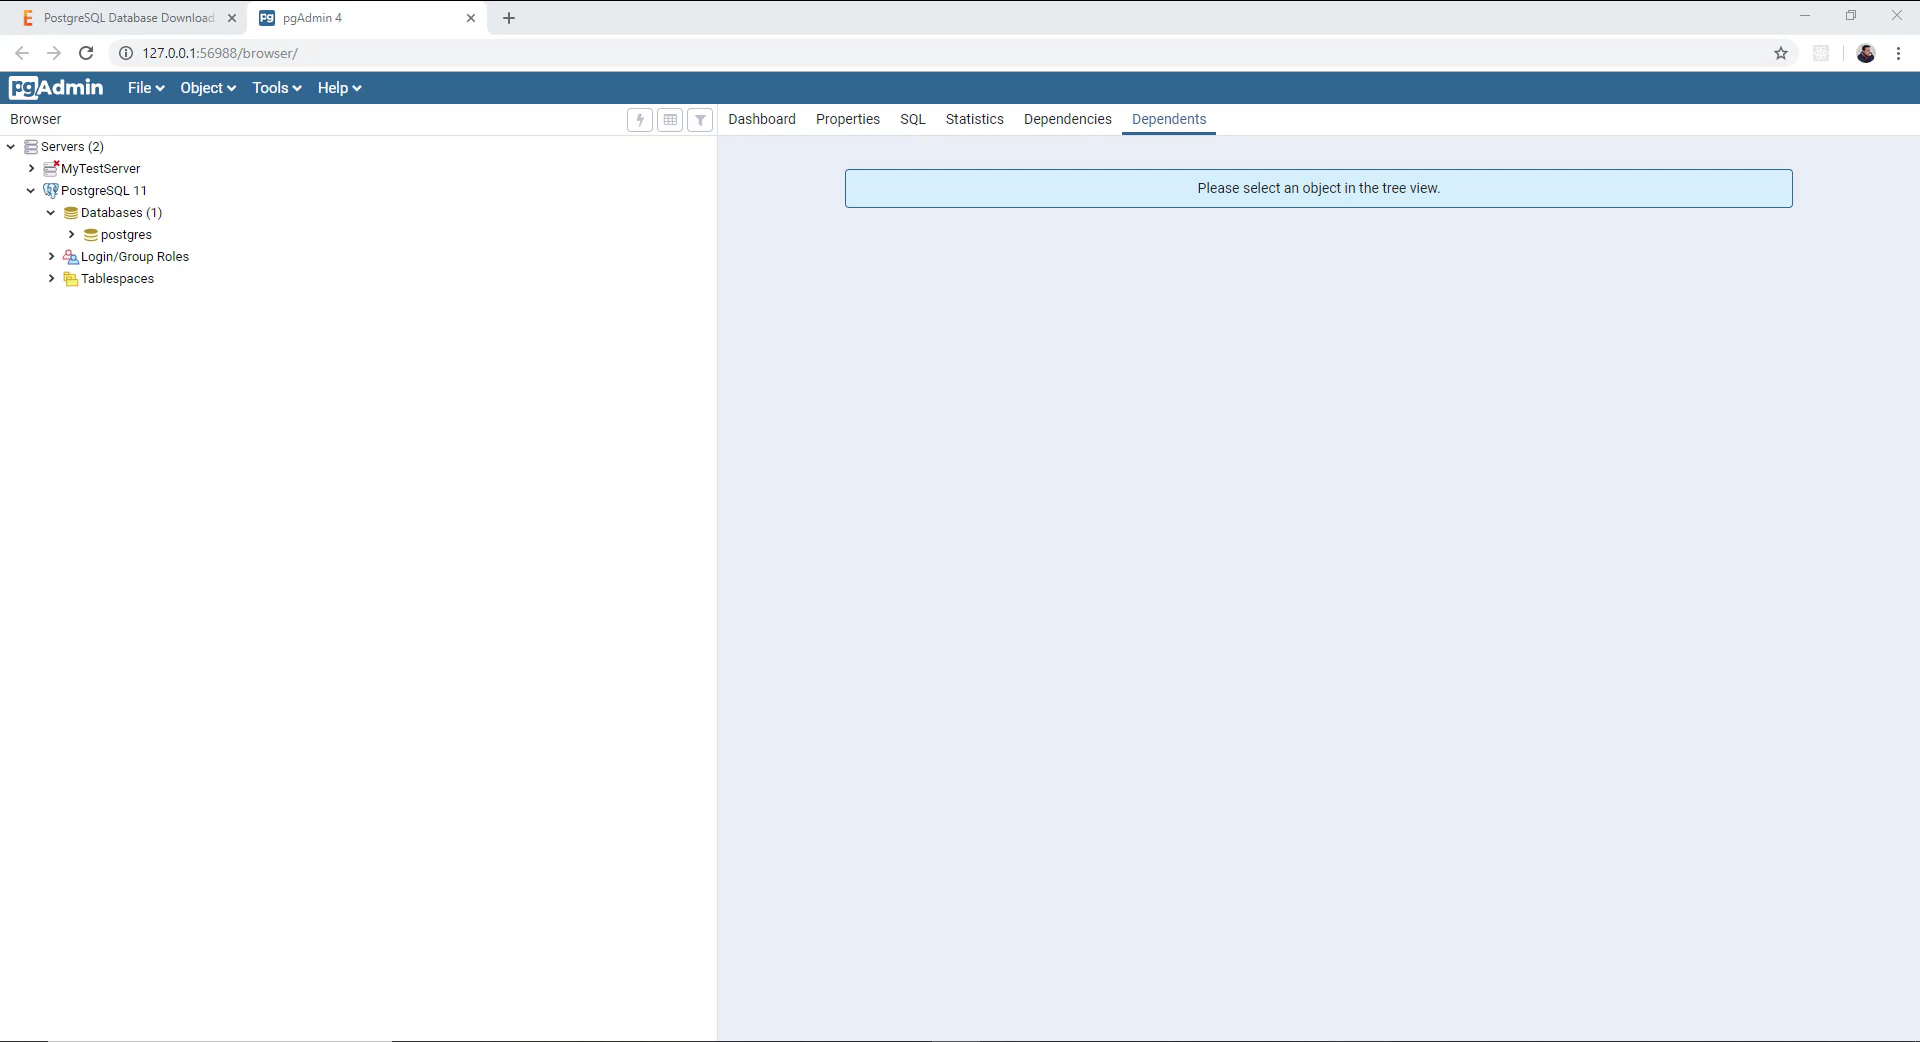 PostgreSQL Database Download
pgAdmin 4
127.0.0.1:56988/browser/
pgAdmin File Object Tools Help
Browser
Dashboard Properties SQL Statistics Dependencies Dependents
Servers (2)
MyTestServer
PostgreSQL 11
Databases (1)
postgres
Login/Group Roles
Tablespaces
Please select an object in the tree view.